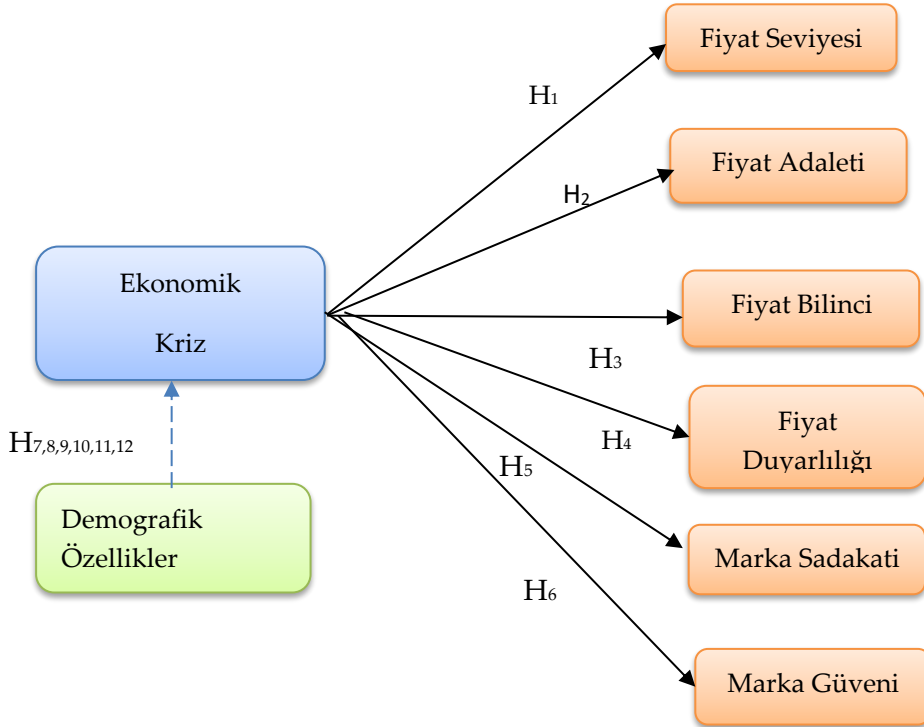 Fiyat Seviyesi
H1
Fiyat Adaleti
H2
Ekonomik
Kriz
Fiyat Bilinci
H3
Fiyat
Duyarlılığı
H4
H7,8,9,10,11,12
H5
Demografik
Özellikler
Marka Sadakati
H6
Marka Güveni